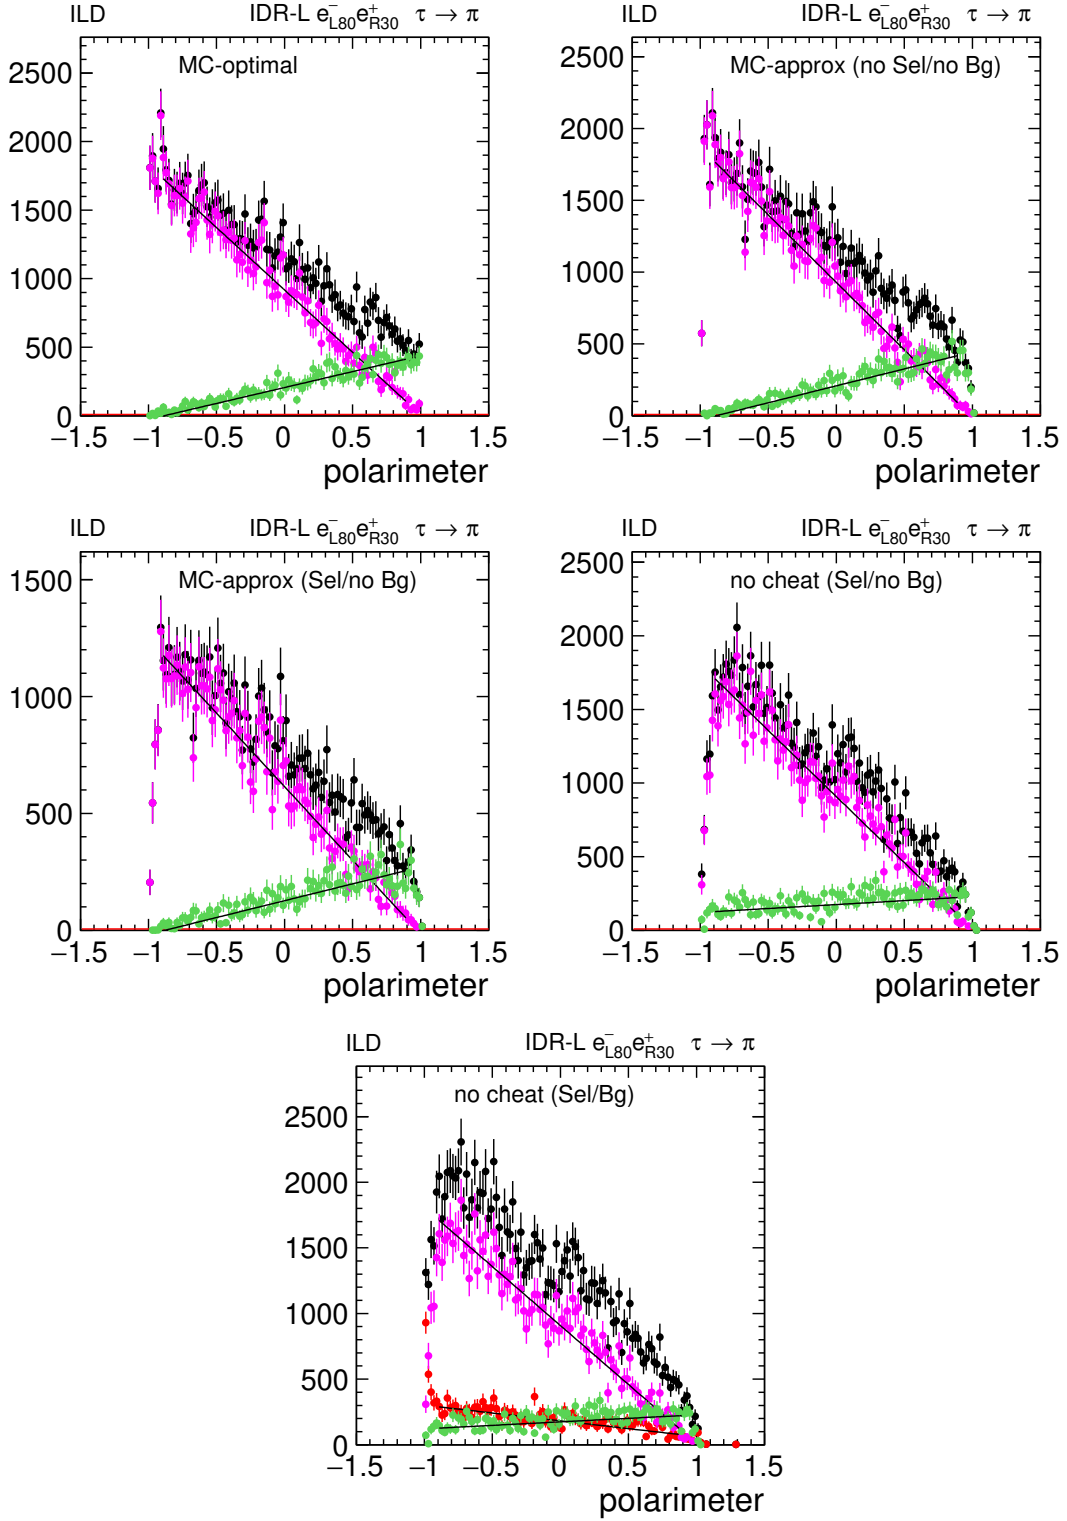 ILD IDR-L e⁻L80 e⁺R30 τ → π
MC-optimal
2500
2000
1500
1000
500
0
−1.5 −1 −0.5 0 0.5 1 1.5
polarimeter
ILD IDR-L e⁻L80 e⁺R30 τ → π
MC-approx (no Sel/no Bg)
2500
2000
1500
1000
500
0
−1.5 −1 −0.5 0 0.5 1 1.5
polarimeter
ILD IDR-L e⁻L80 e⁺R30 τ → π
MC-approx (Sel/no Bg)
1500
1000
500
0
−1.5 −1 −0.5 0 0.5 1 1.5
polarimeter
ILD IDR-L e⁻L80 e⁺R30 τ → π
no cheat (Sel/no Bg)
2500
2000
1500
1000
500
0
−1.5 −1 −0.5 0 0.5 1 1.5
polarimeter
ILD IDR-L e⁻L80 e⁺R30 τ → π
no cheat (Sel/Bg)
2500
2000
1500
1000
500
0
−1.5 −1 −0.5 0 0.5 1 1.5
polarimeter